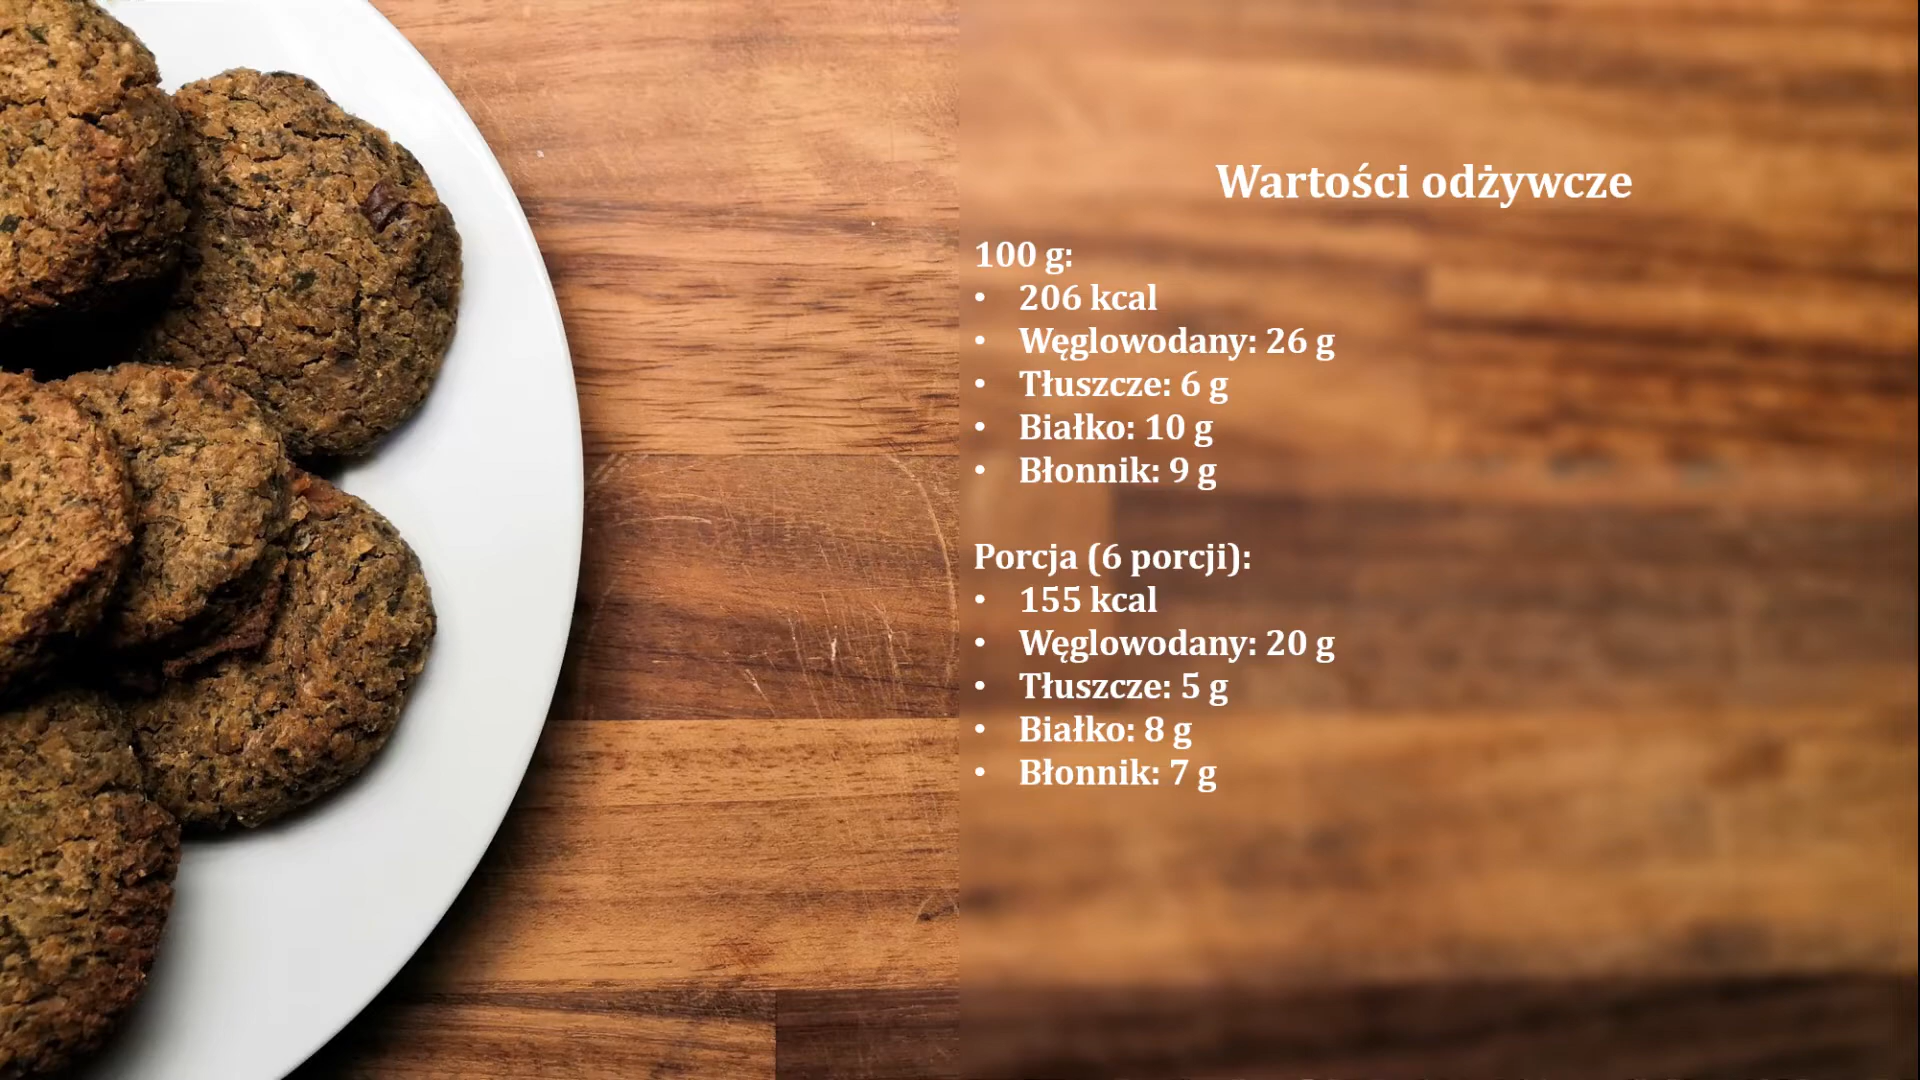 Wartości odżywcze
100 g:
• 206 kcal
• Węglowodany: 26 g
• Tłuszcze: 6 g
• Białko: 10 g
• Błonnik: 9 g
Porcja (6 porcji):
• 155 kcal
• Węglowodany: 20 g
• Tłuszcze: 5 g
• Białko: 8 g
• Błonnik: 7 g